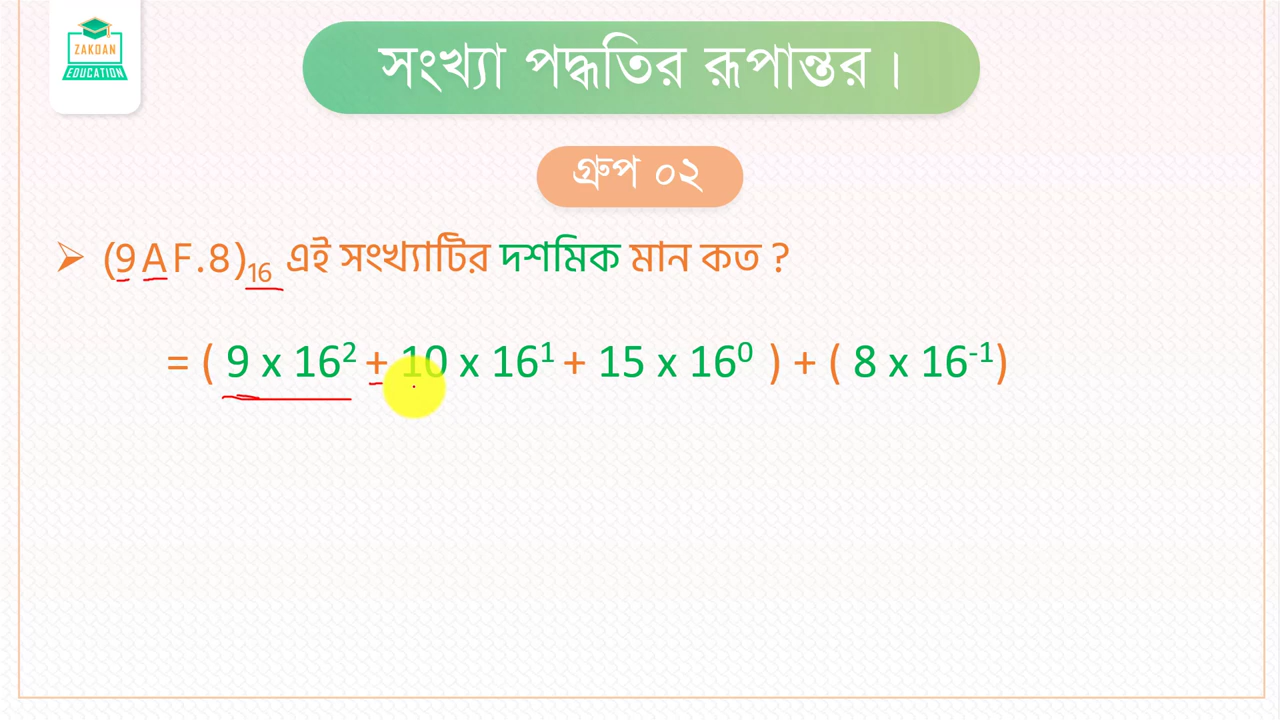 ZAKOAN
EDUCATION
সংখ্যা পদ্ধতির রূপান্তর।
গ্রুপ ০২
➢ (9AF.8)₁₆ এই সংখ্যাটির দশমিক মান কত ?
= ( 9 x 16² + 10 x 16¹ + 15 x 16⁰ ) + ( 8 x 16⁻¹)